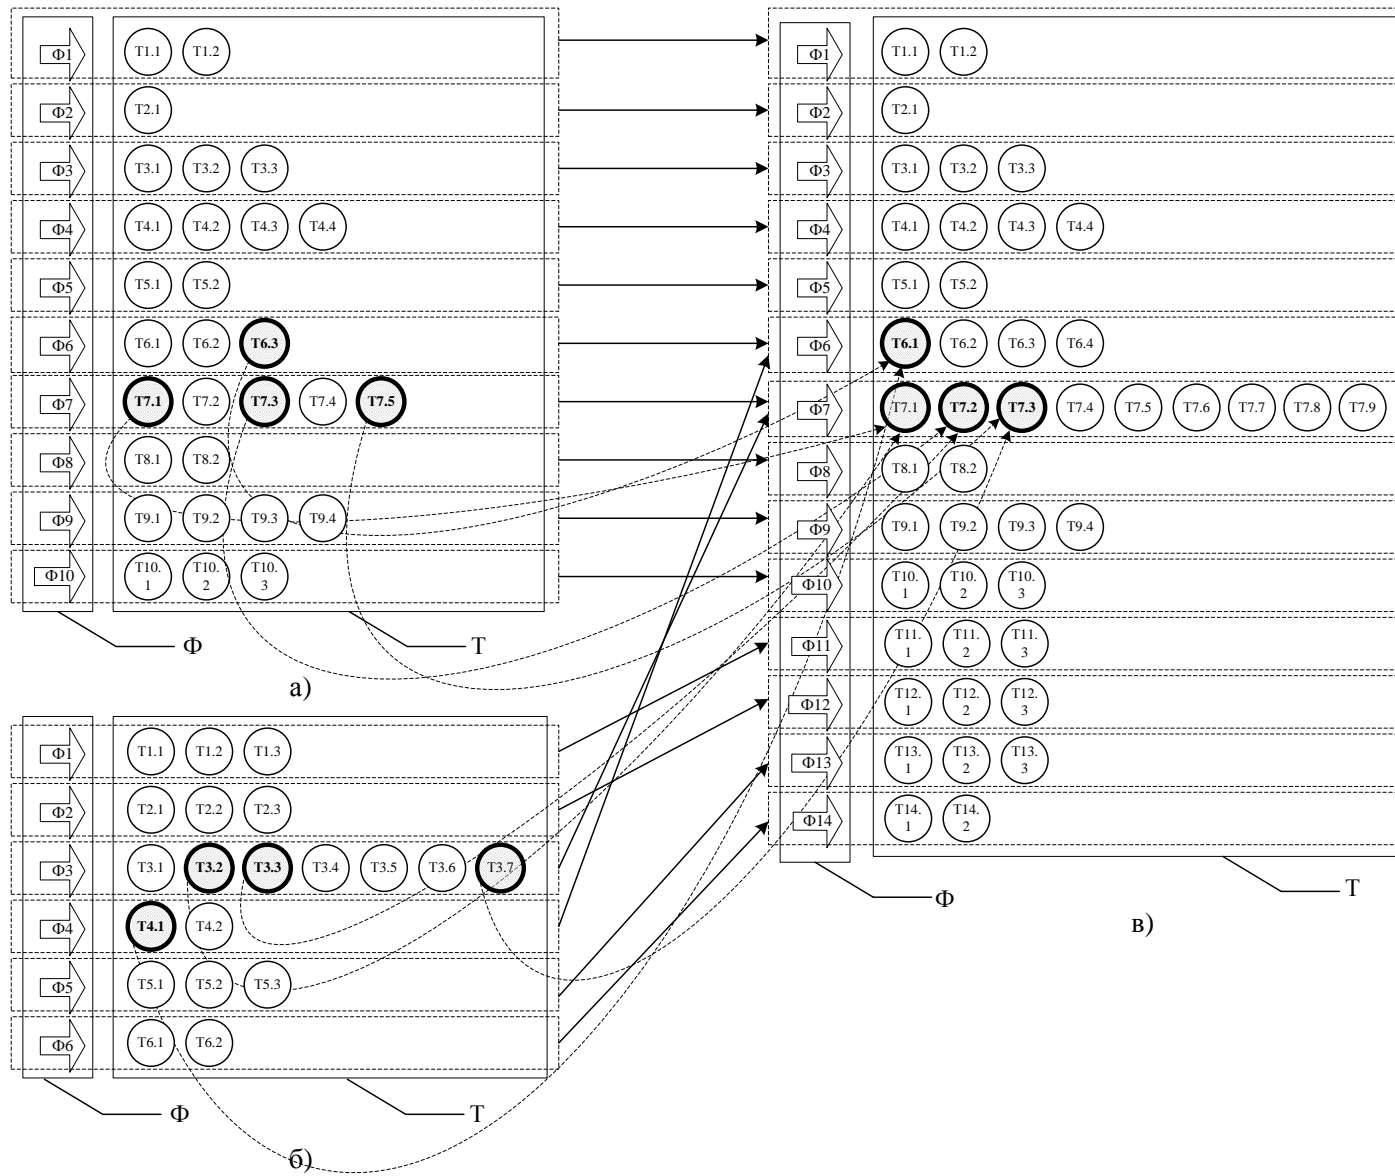 Ф1 Т1.1 Т1.2
Ф2 Т2.1
Ф3 Т3.1 Т3.2 Т3.3
Ф4 Т4.1 Т4.2 Т4.3 Т4.4
Ф5 Т5.1 Т5.2
Ф6 Т6.1 Т6.2 Т6.3
Ф7 Т7.1 Т7.2 Т7.3 Т7.4 Т7.5
Ф8 Т8.1 Т8.2
Ф9 Т9.1 Т9.2 Т9.3 Т9.4
Ф10 Т10.1 Т10.2 Т10.3
Ф Т
а)
Ф1 Т1.1 Т1.2 Т1.3
Ф2 Т2.1 Т2.2 Т2.3
Ф3 Т3.1 Т3.2 Т3.3 Т3.4 Т3.5 Т3.6 Т3.7
Ф4 Т4.1 Т4.2
Ф5 Т5.1 Т5.2 Т5.3
Ф6 Т6.1 Т6.2
Ф Т
б)
Ф1 Т1.1 Т1.2
Ф2 Т2.1
Ф3 Т3.1 Т3.2 Т3.3
Ф4 Т4.1 Т4.2 Т4.3 Т4.4
Ф5 Т5.1 Т5.2
Ф6 Т6.1 Т6.2 Т6.3 Т6.4
Ф7 Т7.1 Т7.2 Т7.3 Т7.4 Т7.5 Т7.6 Т7.7 Т7.8 Т7.9
Ф8 Т8.1 Т8.2
Ф9 Т9.1 Т9.2 Т9.3 Т9.4
Ф10 Т10.1 Т10.2 Т10.3
Ф11 Т11.1 Т11.2 Т11.3
Ф12 Т12.1 Т12.2 Т12.3
Ф13 Т13.1 Т13.2 Т13.3
Ф14 Т14.1 Т14.2
Ф Т
в)